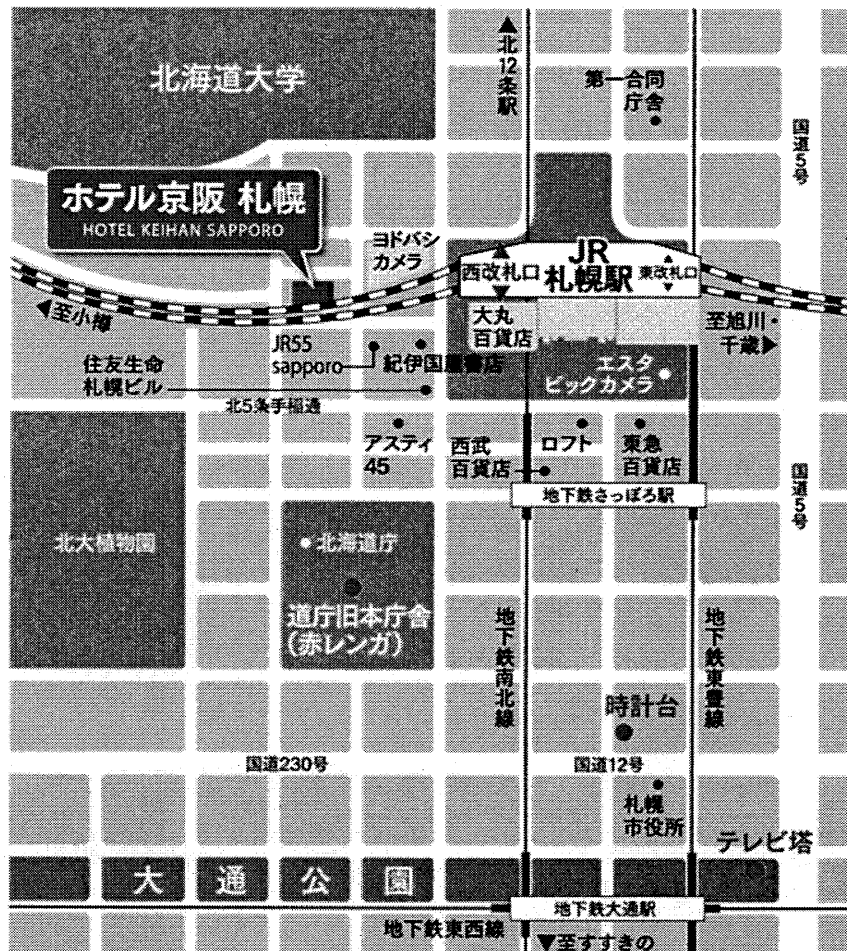 ▲北12条駅
北海道大学
第一合同
庁舎
国道5号
ホテル京阪 札幌
HOTEL KEIHAN SAPPORO
ヨドバシ
カメラ
JR
札幌駅
西改札口
東改札口
◀至小樽
大丸
百貨店
至旭川・
千歳▶
JR55
sapporo
紀伊国屋書店
エスタ
ビックカメラ
住友生命
札幌ビル
北5条手稲通
アスティ
45
西武
百貨店
ロフト
東急
百貨店
地下鉄さっぽろ駅
国道5号
北大植物園
北海道庁
道庁旧本庁舎
(赤レンガ)
地下鉄南北線
地下鉄東豊線
時計台
国道230号
国道12号
札幌
市役所
テレビ塔
大通公園
地下鉄大通駅
地下鉄東西線
▼至すすきの